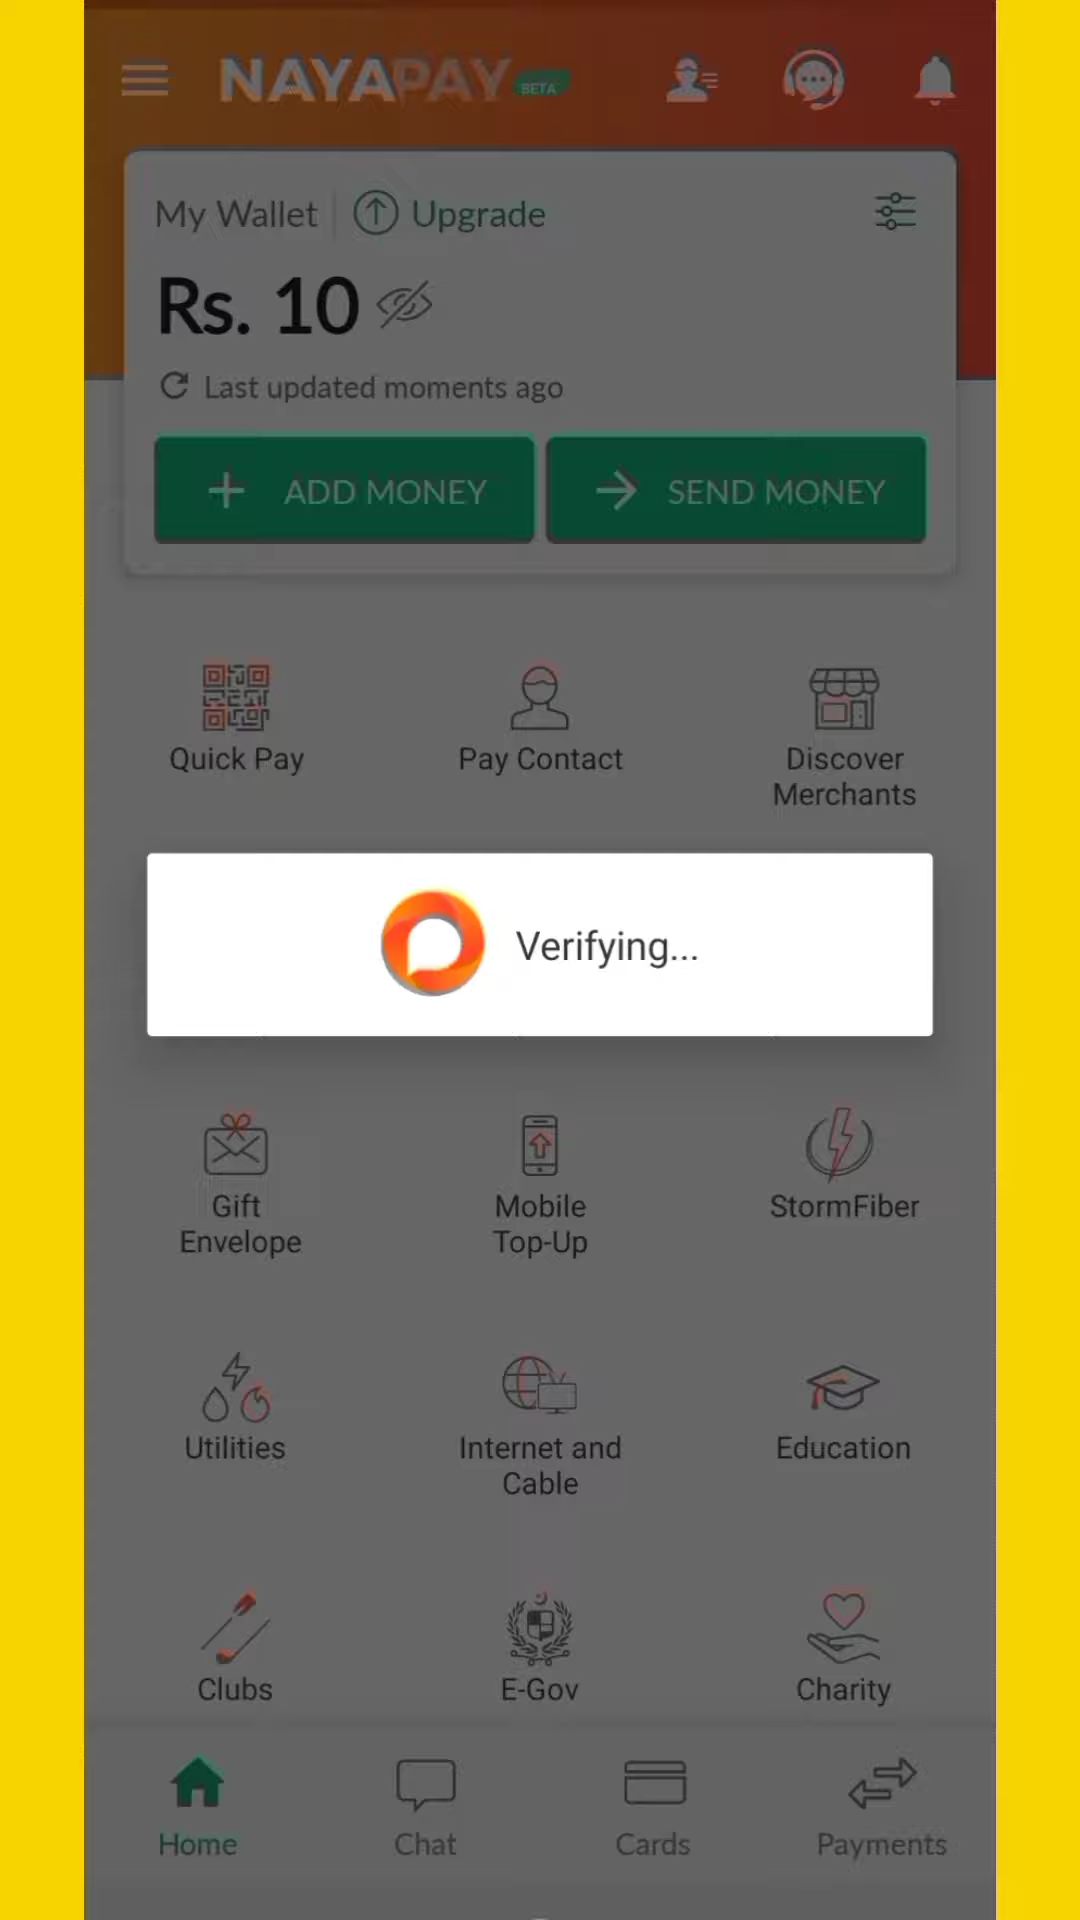 NAYAPAY BETA
My Wallet Upgrade
Rs. 10
Last updated moments ago
ADD MONEY SEND MONEY
Quick Pay Pay Contact Discover
Merchants
Verifying...
Gift Mobile StormFiber
Envelope Top-Up
Utilities Internet and Education
Cable
Clubs E-Gov Charity
Home Chat Cards Payments